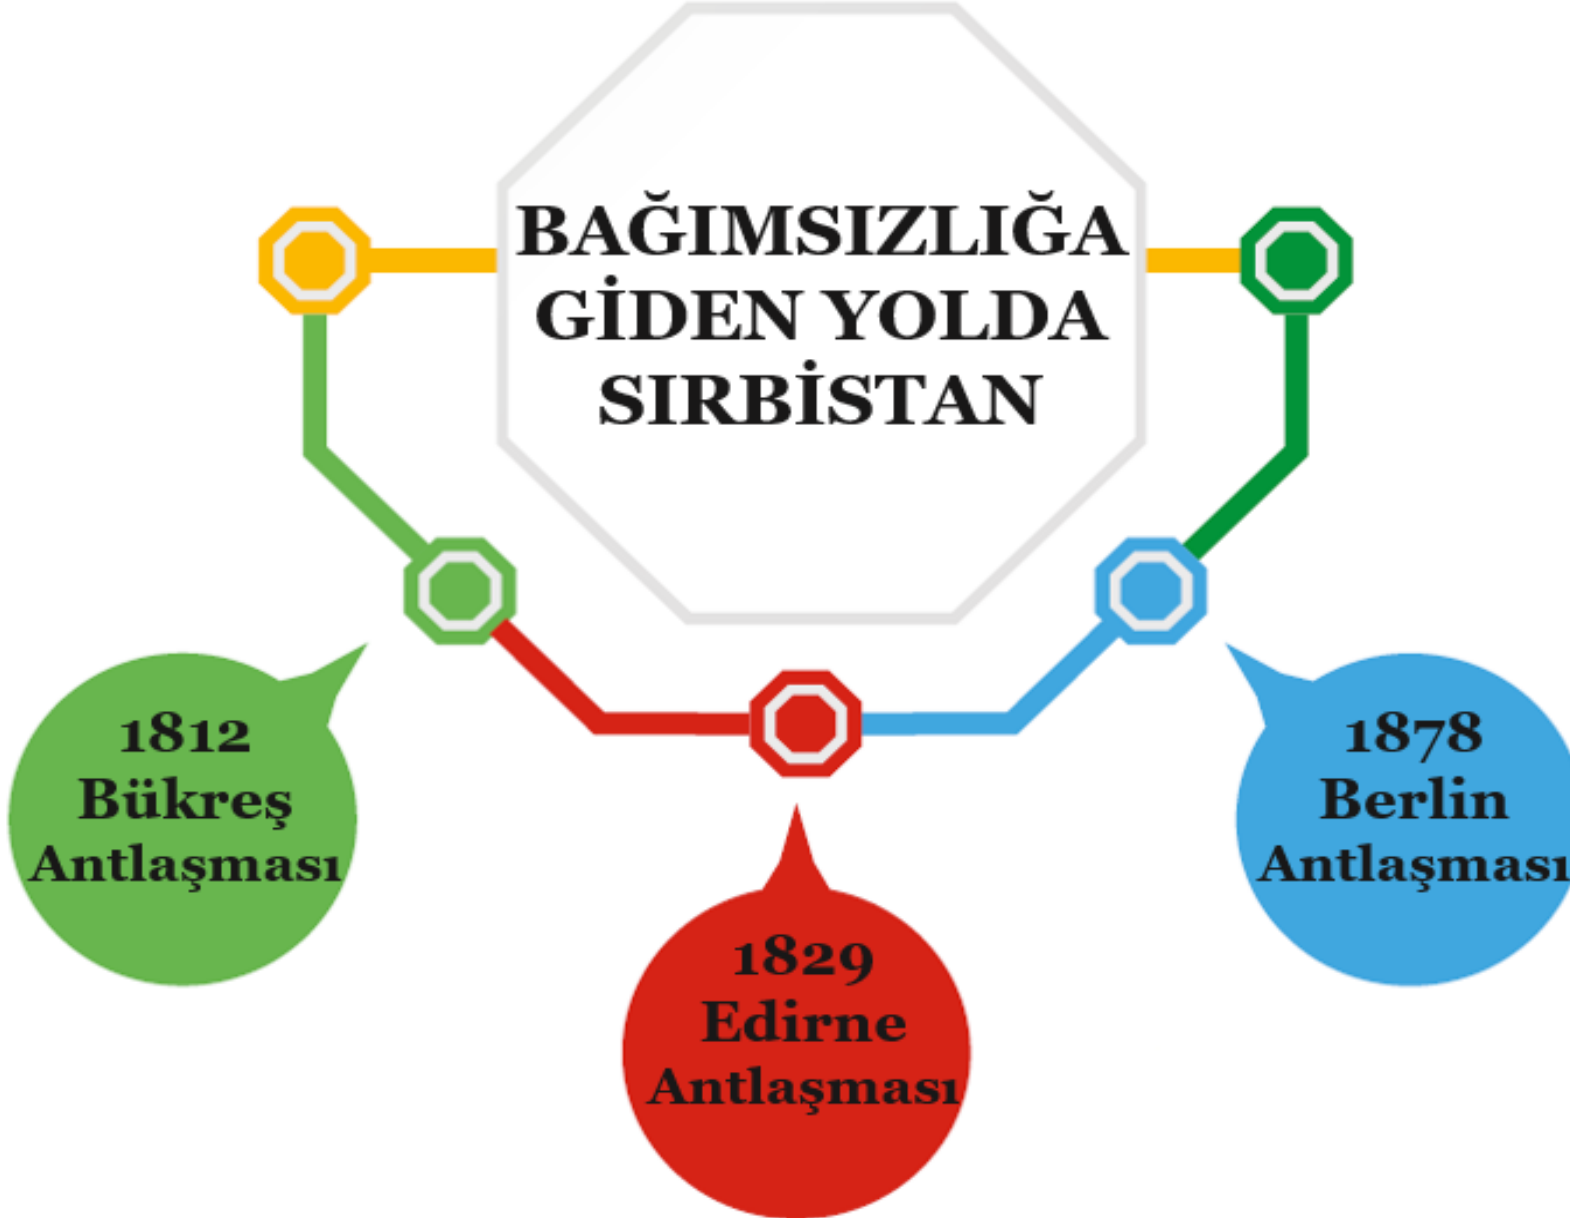 BAĞIMSIZLIĞA
GİDEN YOLDA
SIRBİSTAN
1812
Bükreş
Antlaşması
1829
Edirne
Antlaşması
1878
Berlin
Antlaşması